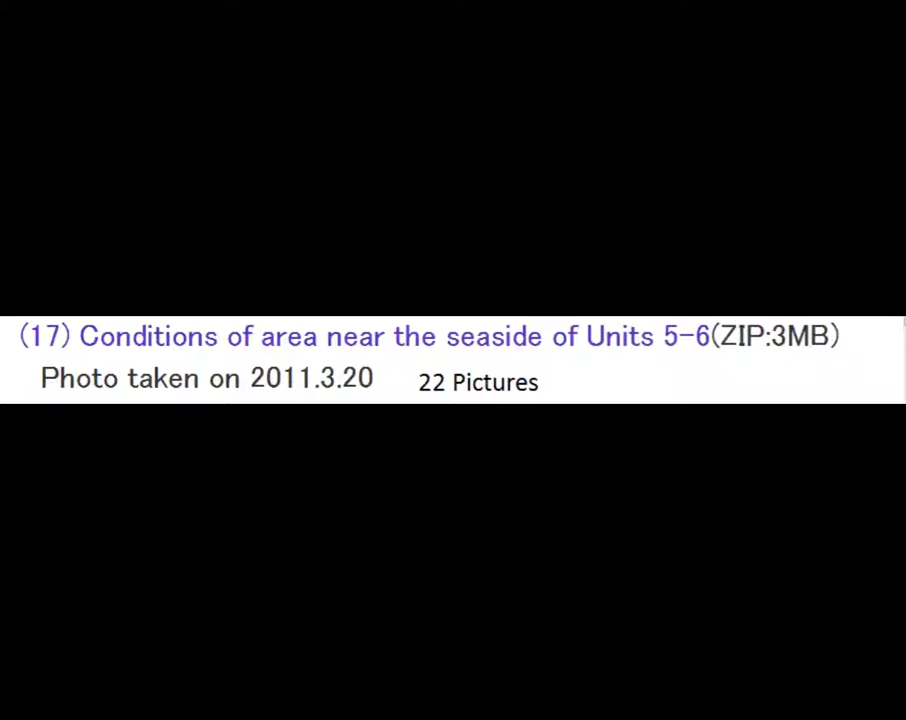 (17) Conditions of area near the seaside of Units 5-6(ZIP:3MB)
Photo taken on 2011.3.20 22 Pictures